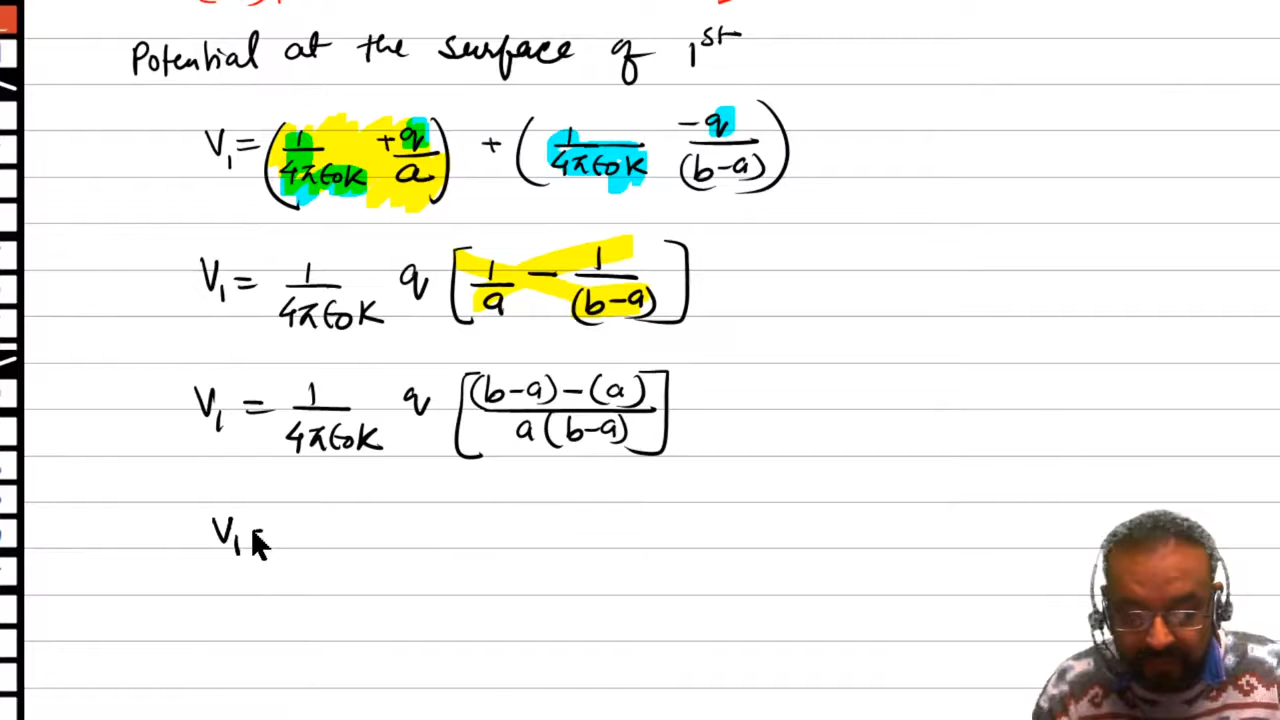 Potential at the surface of 1st
V₁ = (1/4πε₀K +q/a) + (1/4πε₀K -q/(b-a))
V₁ = 1/4πε₀K q [1/a - 1/(b-a)]
V₁ = 1/4πε₀K q [(b-a)-(a)/a(b-a)]
V₁